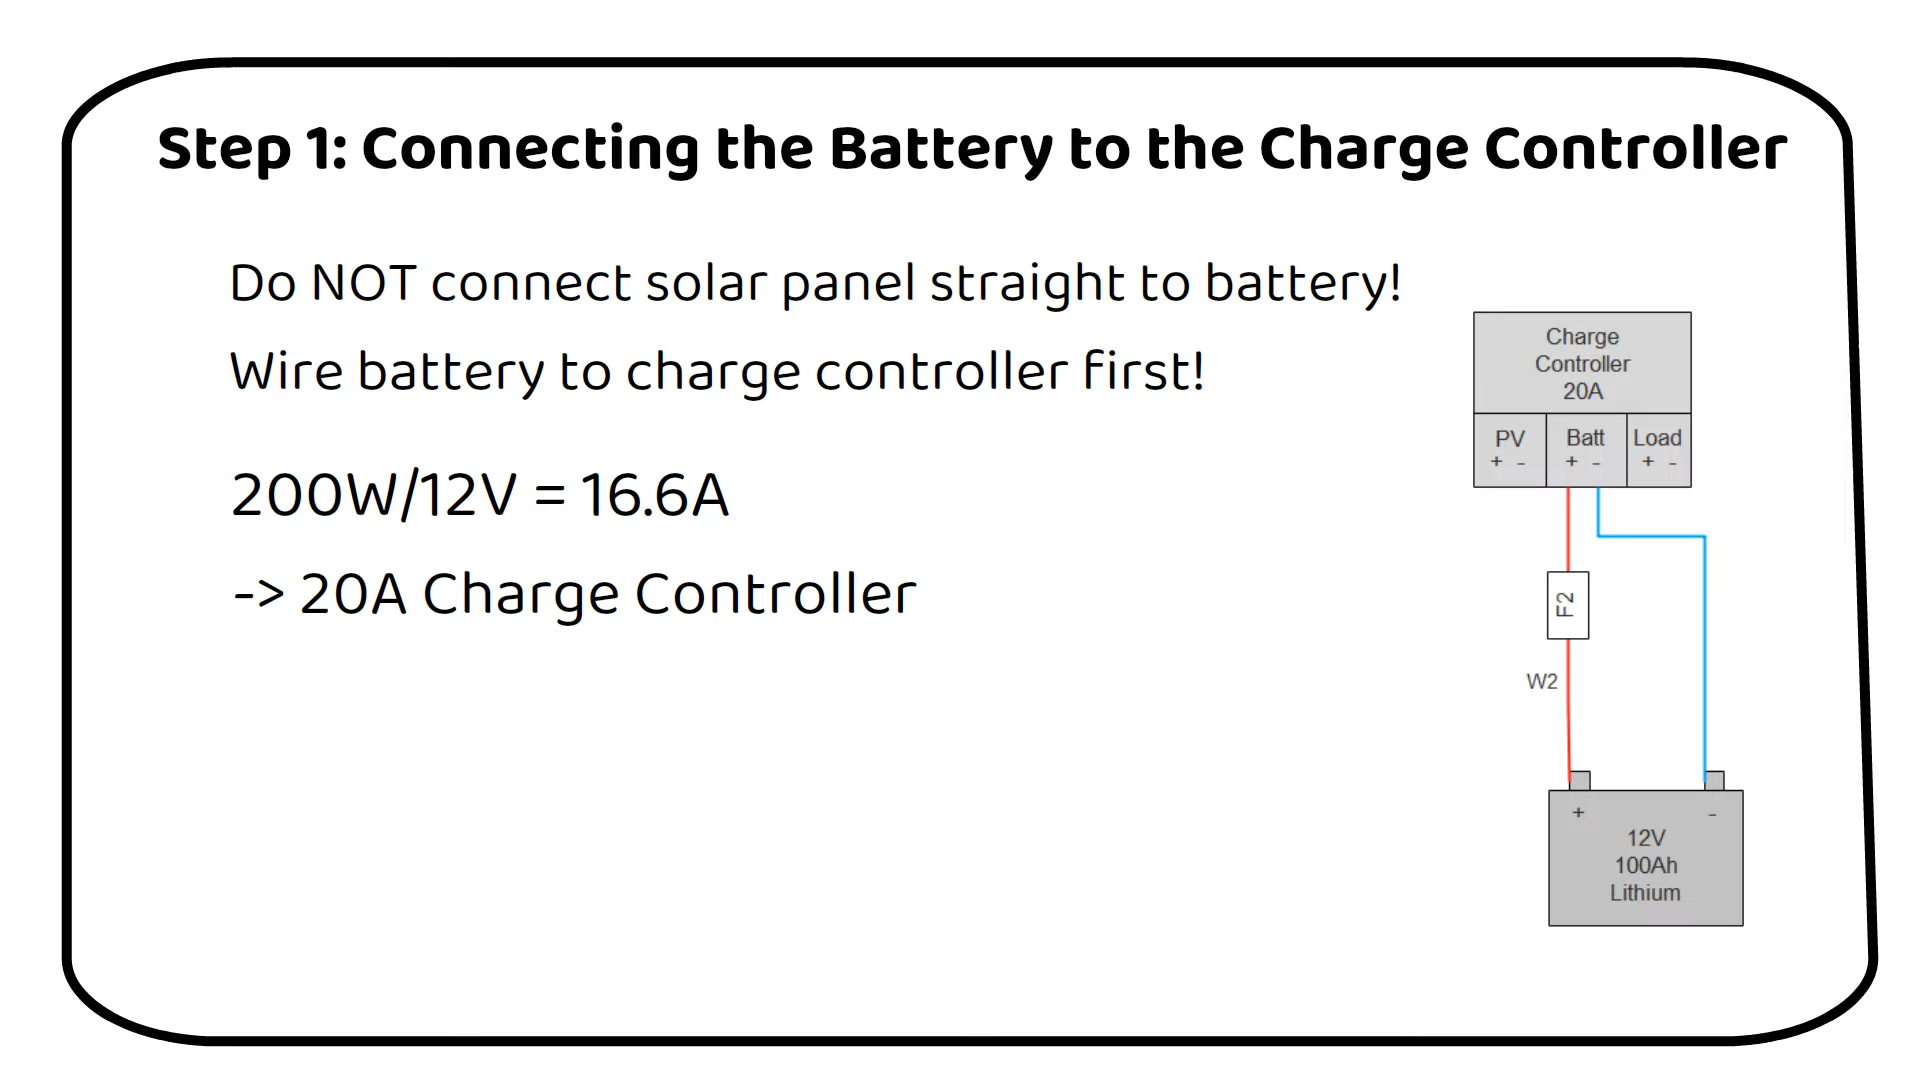 Step 1: Connecting the Battery to the Charge Controller
Do NOT connect solar panel straight to battery!
Wire battery to charge controller first!
200W/12V = 16.6A
-> 20A Charge Controller
Charge
Controller
20A
PV Batt Load
+ - + - + -
F2
W2
+ -
12V
100Ah
Lithium